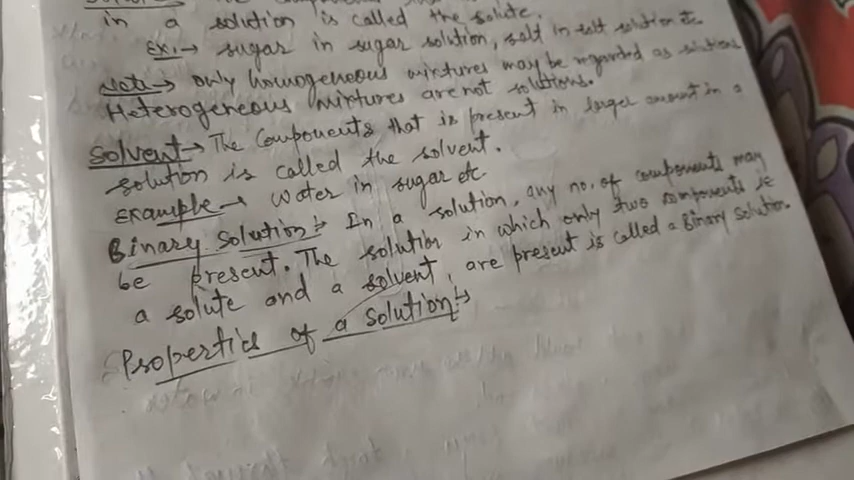 in a solution is called the solute.
Ex.→ sugar in sugar solution, salt in salt solution etc
Note→ Only homogeneous mixtures may be regarded as solutions
Heterogeneous mixtures are not solutions.
Solvent→ The Components that is present in larger amount in a
solution is called the solvent.
Example→ Water in sugar etc.
Binary Solution:→ In a solution, any no. of components may
be present. The solution in which only two components ie
a solute and a solvent, are present is called a Binary Solution.
Properties of a solution:→